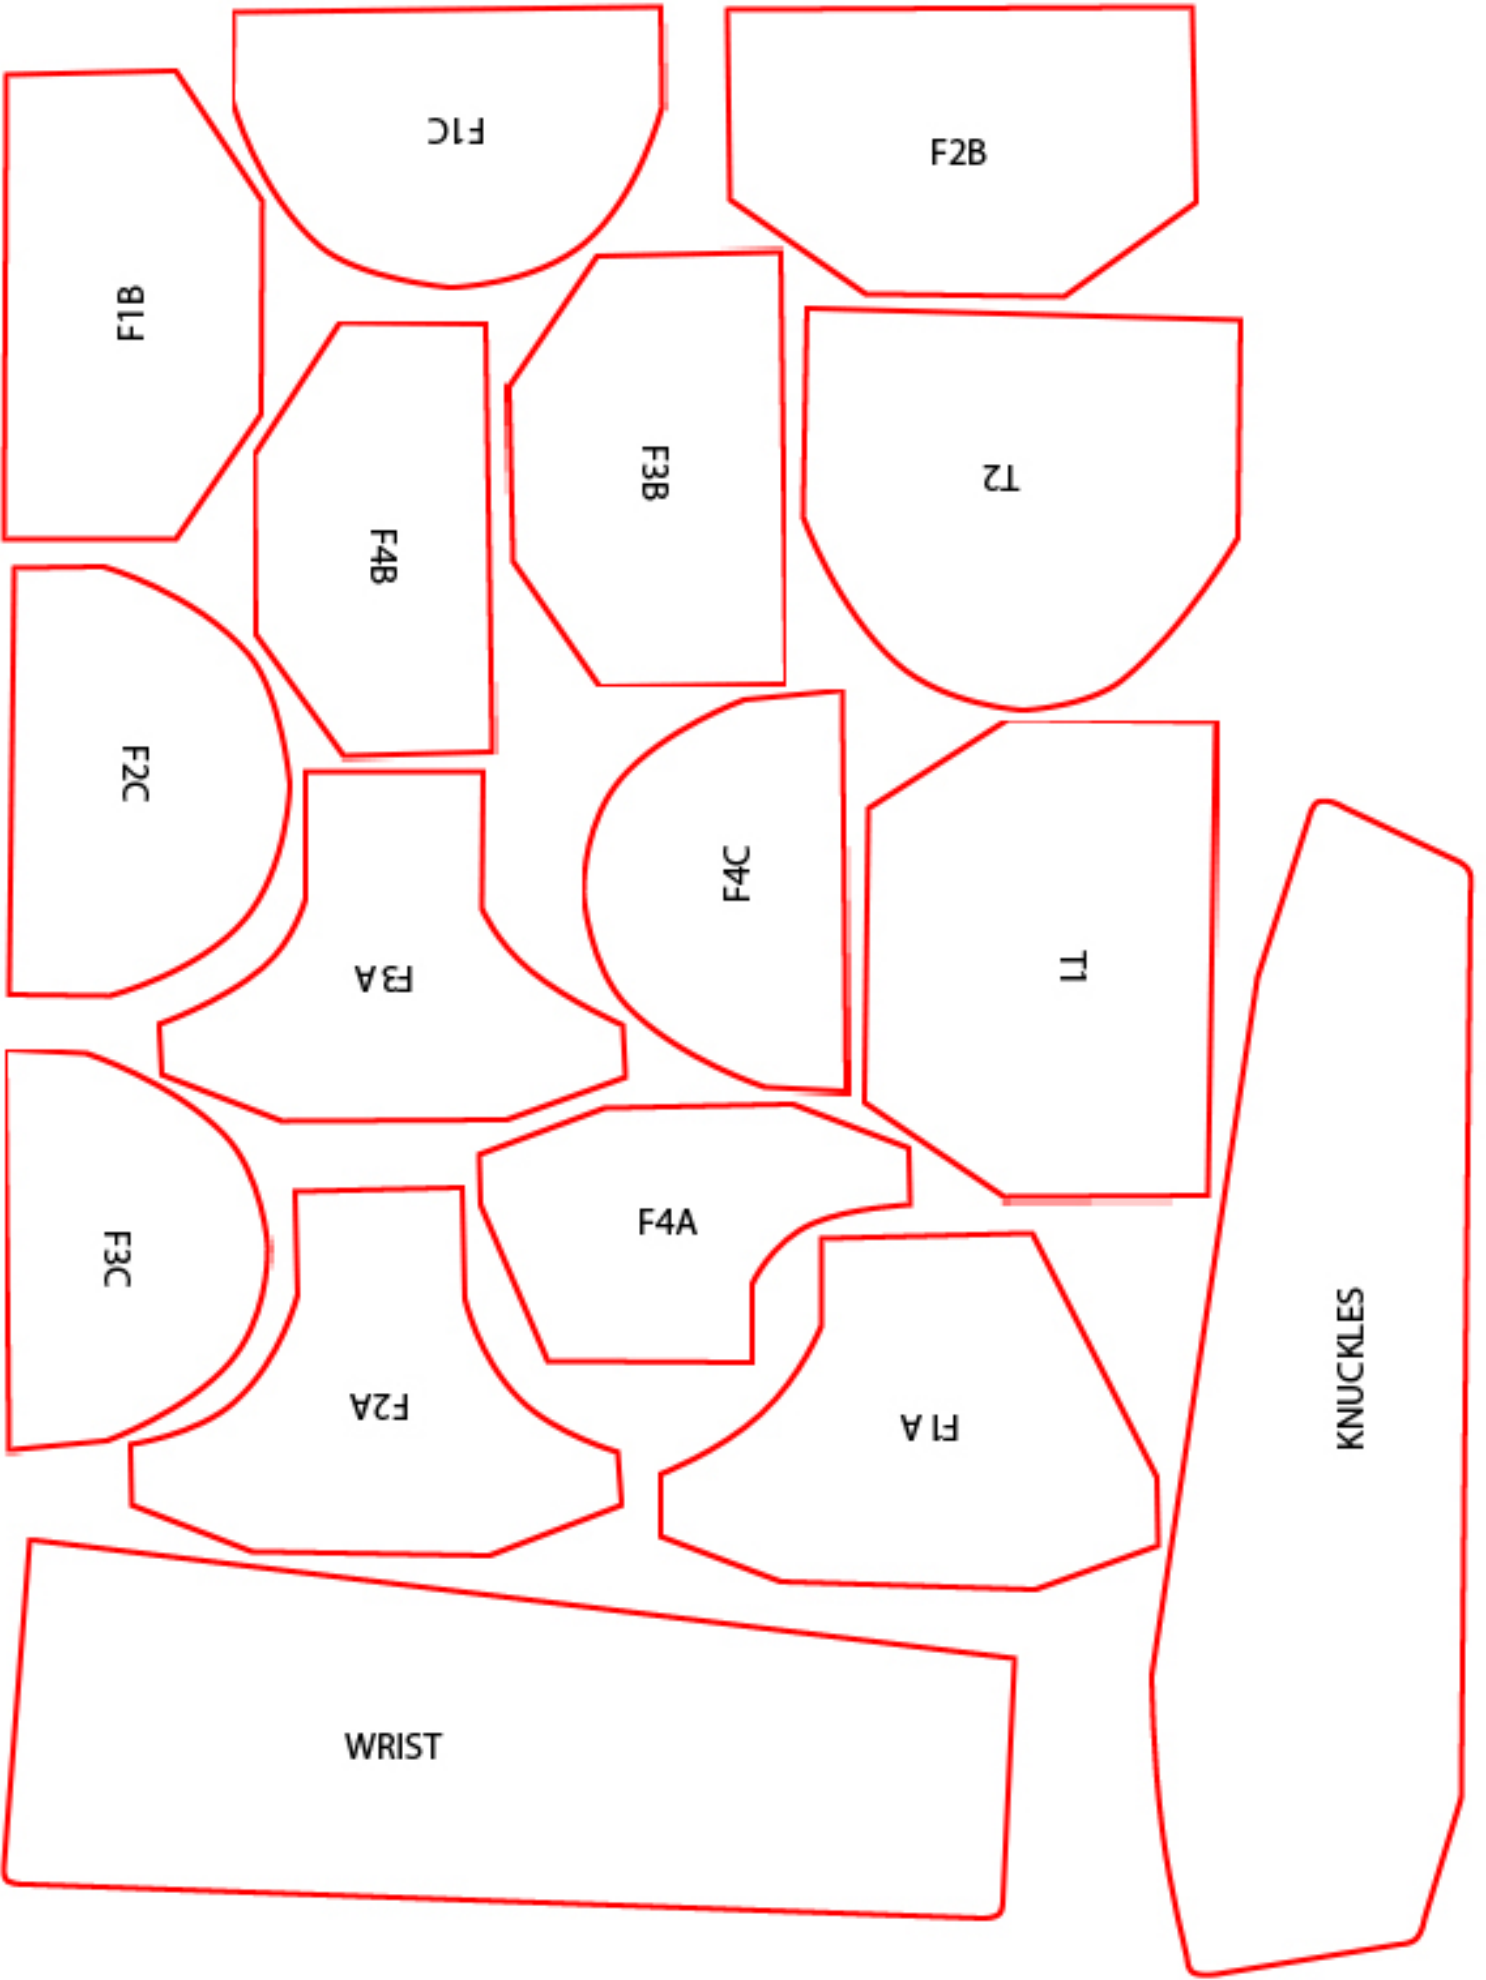 F1C
F2B
F1B
F3B
T2
F4B
F2C
F4C
F3A
T1
F4A
F3C
KNUCKLES
F2A
F1A
WRIST